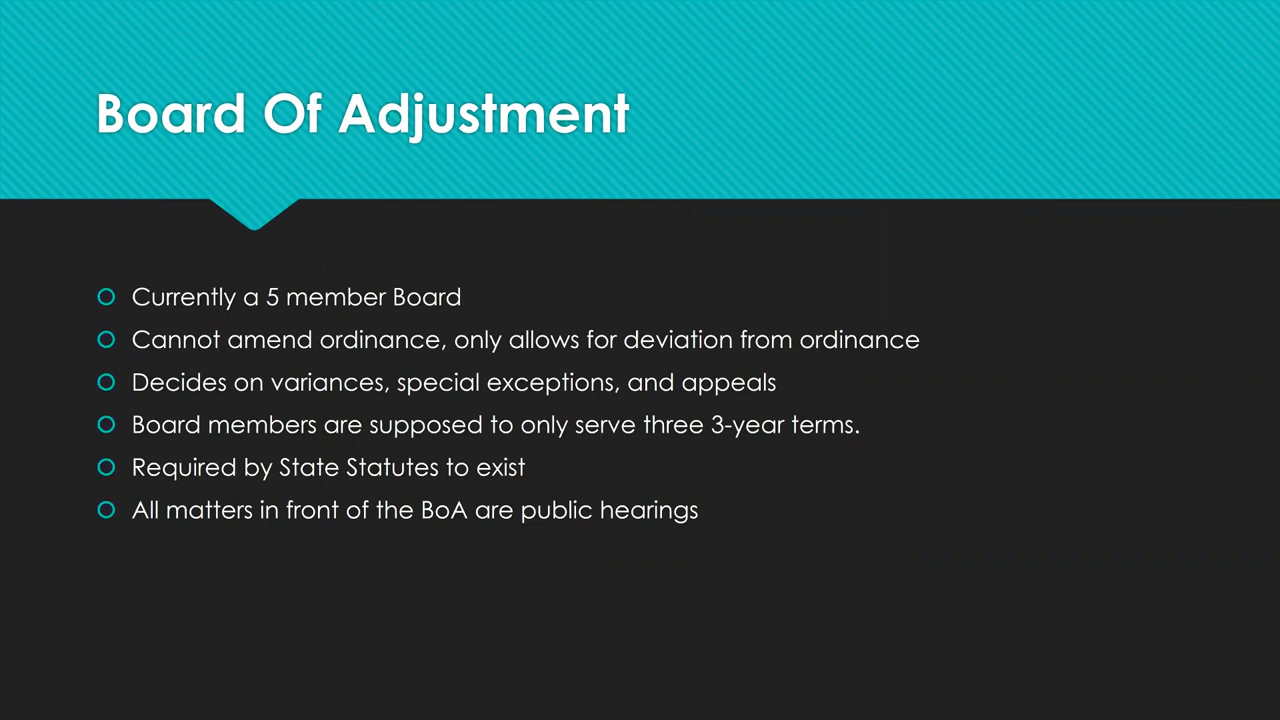 Board Of Adjustment
Currently a 5 member Board
Cannot amend ordinance, only allows for deviation from ordinance
Decides on variances, special exceptions, and appeals
Board members are supposed to only serve three 3-year terms.
Required by State Statutes to exist
All matters in front of the BoA are public hearings